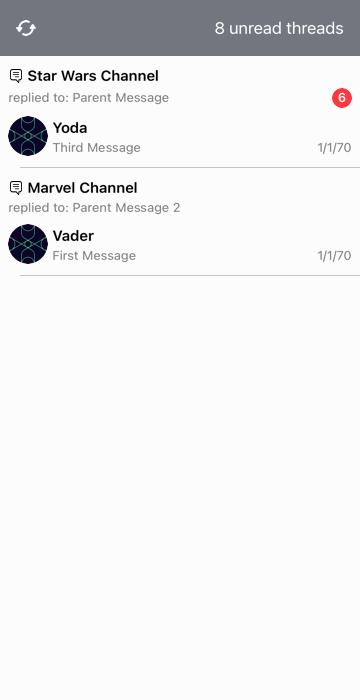 8 unread threads
Star Wars Channel
replied to: Parent Message
6
Yoda
Third Message
1/1/70
Marvel Channel
replied to: Parent Message 2
Vader
First Message
1/1/70